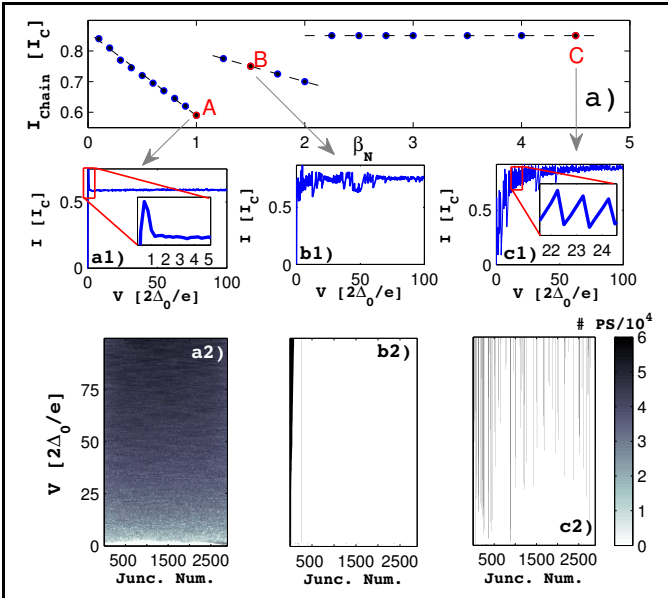 I_Chain [I_C]
0.8
0.7
0.6
A
B
C
a)
0 1 2 3 4 5
β_N
I [I_C]
0.5
0
a1)
1 2 3 4 5
0 50 100
V [2Δ_0/e]
I [I_C]
0.5
0
b1)
0 50 100
V [2Δ_0/e]
I [I_C]
0.5
0
c1)
22 23 24
0 50 100
V [2Δ_0/e]
# PS/10^4
V [2Δ_0/e]
75
50
25
0
a2)
500 1500 2500
Junc. Num.
b2)
500 1500 2500
Junc. Num.
c2)
500 1500 2500
Junc. Num.
6
5
4
3
2
1
0